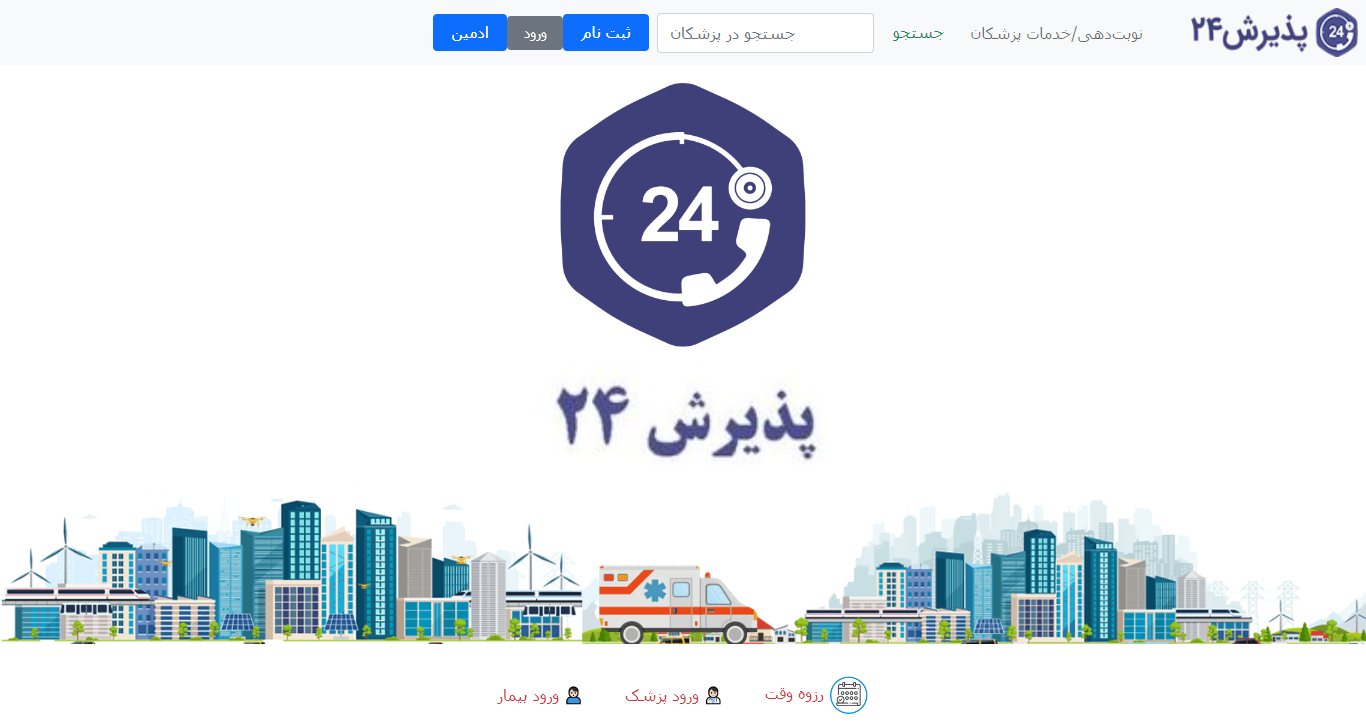 پذیرش۲۴ 24
نوبت‌دهی/خدمات پزشکان جستجو جستجو در پزشکان ثبت نام ورود ادمین
24
پذیرش ۲۴
رزوه وقت ورود پزشک ورود بیمار